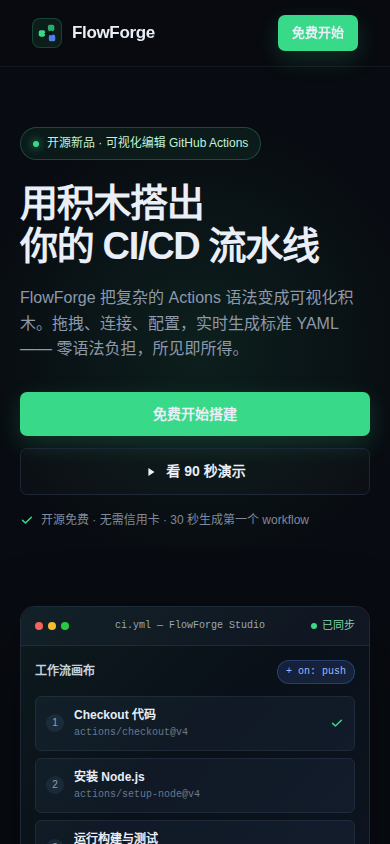 FlowForge
免费开始
开源新品 · 可视化编辑 GitHub Actions
用积木搭出
你的 CI/CD 流水线
FlowForge 把复杂的 Actions 语法变成可视化积
木。拖拽、连接、配置，实时生成标准 YAML
—— 零语法负担，所见即所得。
免费开始搭建
看 90 秒演示
开源免费 · 无需信用卡 · 30 秒生成第一个 workflow
ci.yml — FlowForge Studio
已同步
工作流画布
+ on: push
1
Checkout 代码
actions/checkout@v4
2
安装 Node.js
actions/setup-node@v4
运行构建与测试